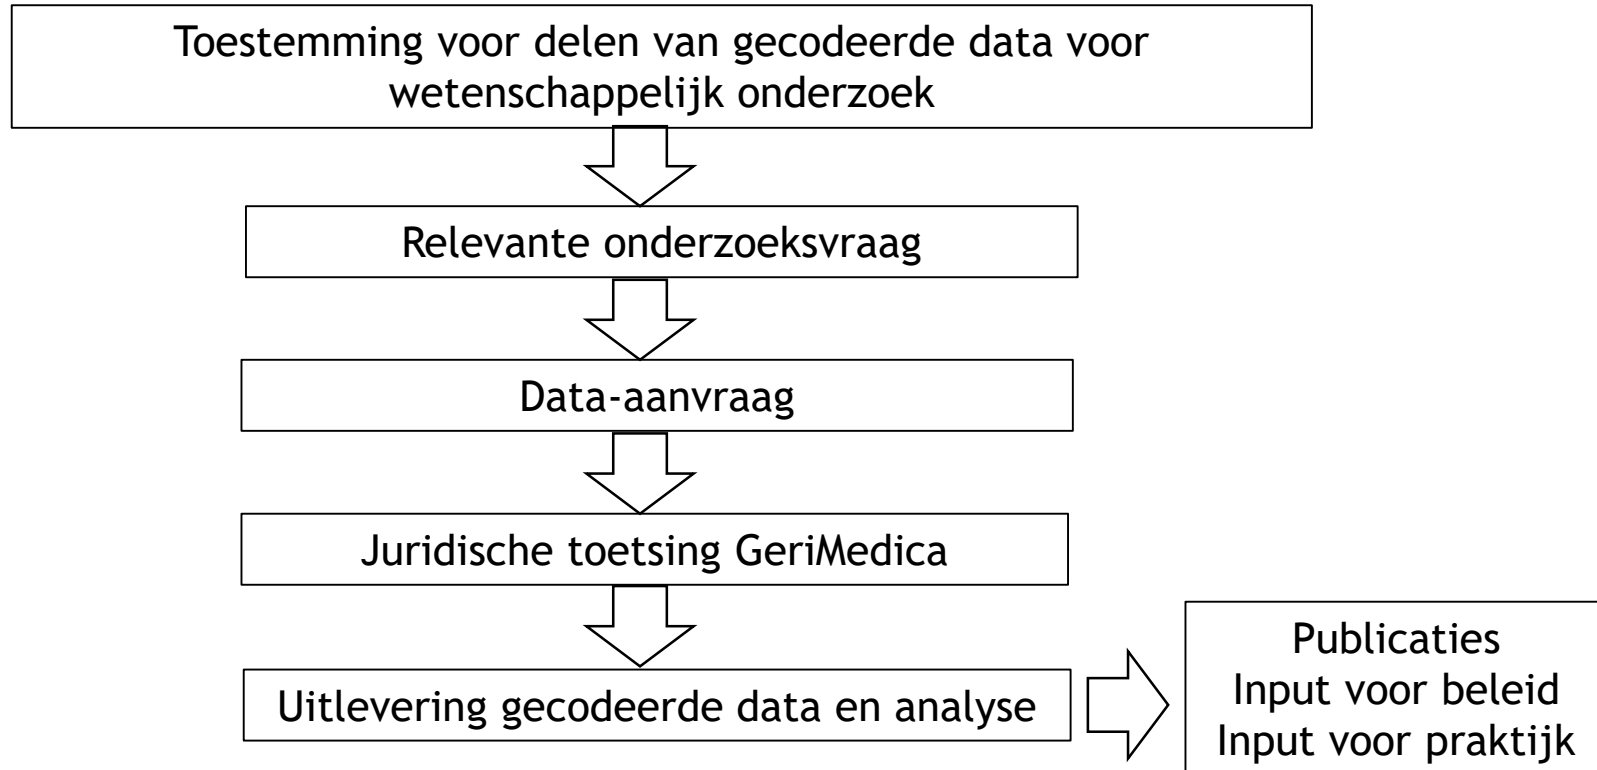 Toestemming voor delen van gecodeerde data voor
wetenschappelijk onderzoek
Relevante onderzoeksvraag
Data-aanvraag
Juridische toetsing GeriMedica
Uitlevering gecodeerde data en analyse
Publicaties
Input voor beleid
Input voor praktijk